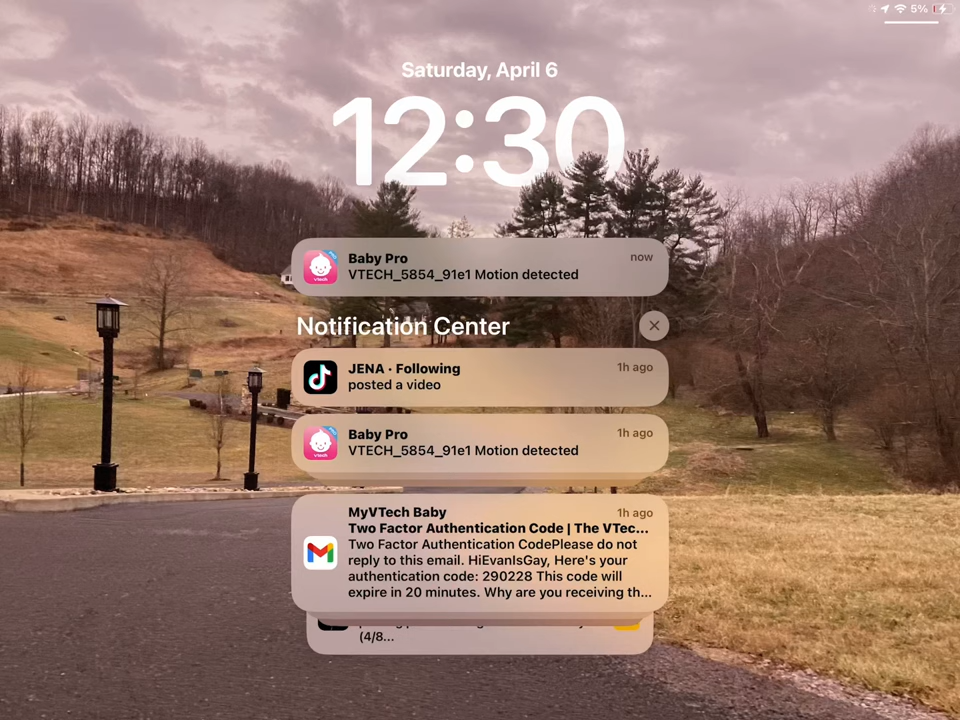 5%
Saturday, April 6
12:30
Baby Pro
now
VTECH_5854_91e1 Motion detected
Notification Center
JENA · Following
1h ago
posted a video
Baby Pro
1h ago
VTECH_5854_91e1 Motion detected
MyVTech Baby
1h ago
Two Factor Authentication Code | The VTec...
Two Factor Authentication CodePlease do not
reply to this email. HiEvanIsGay, Here's your
authentication code: 290228 This code will
expire in 20 minutes. Why are you receiving th...
(4/8...